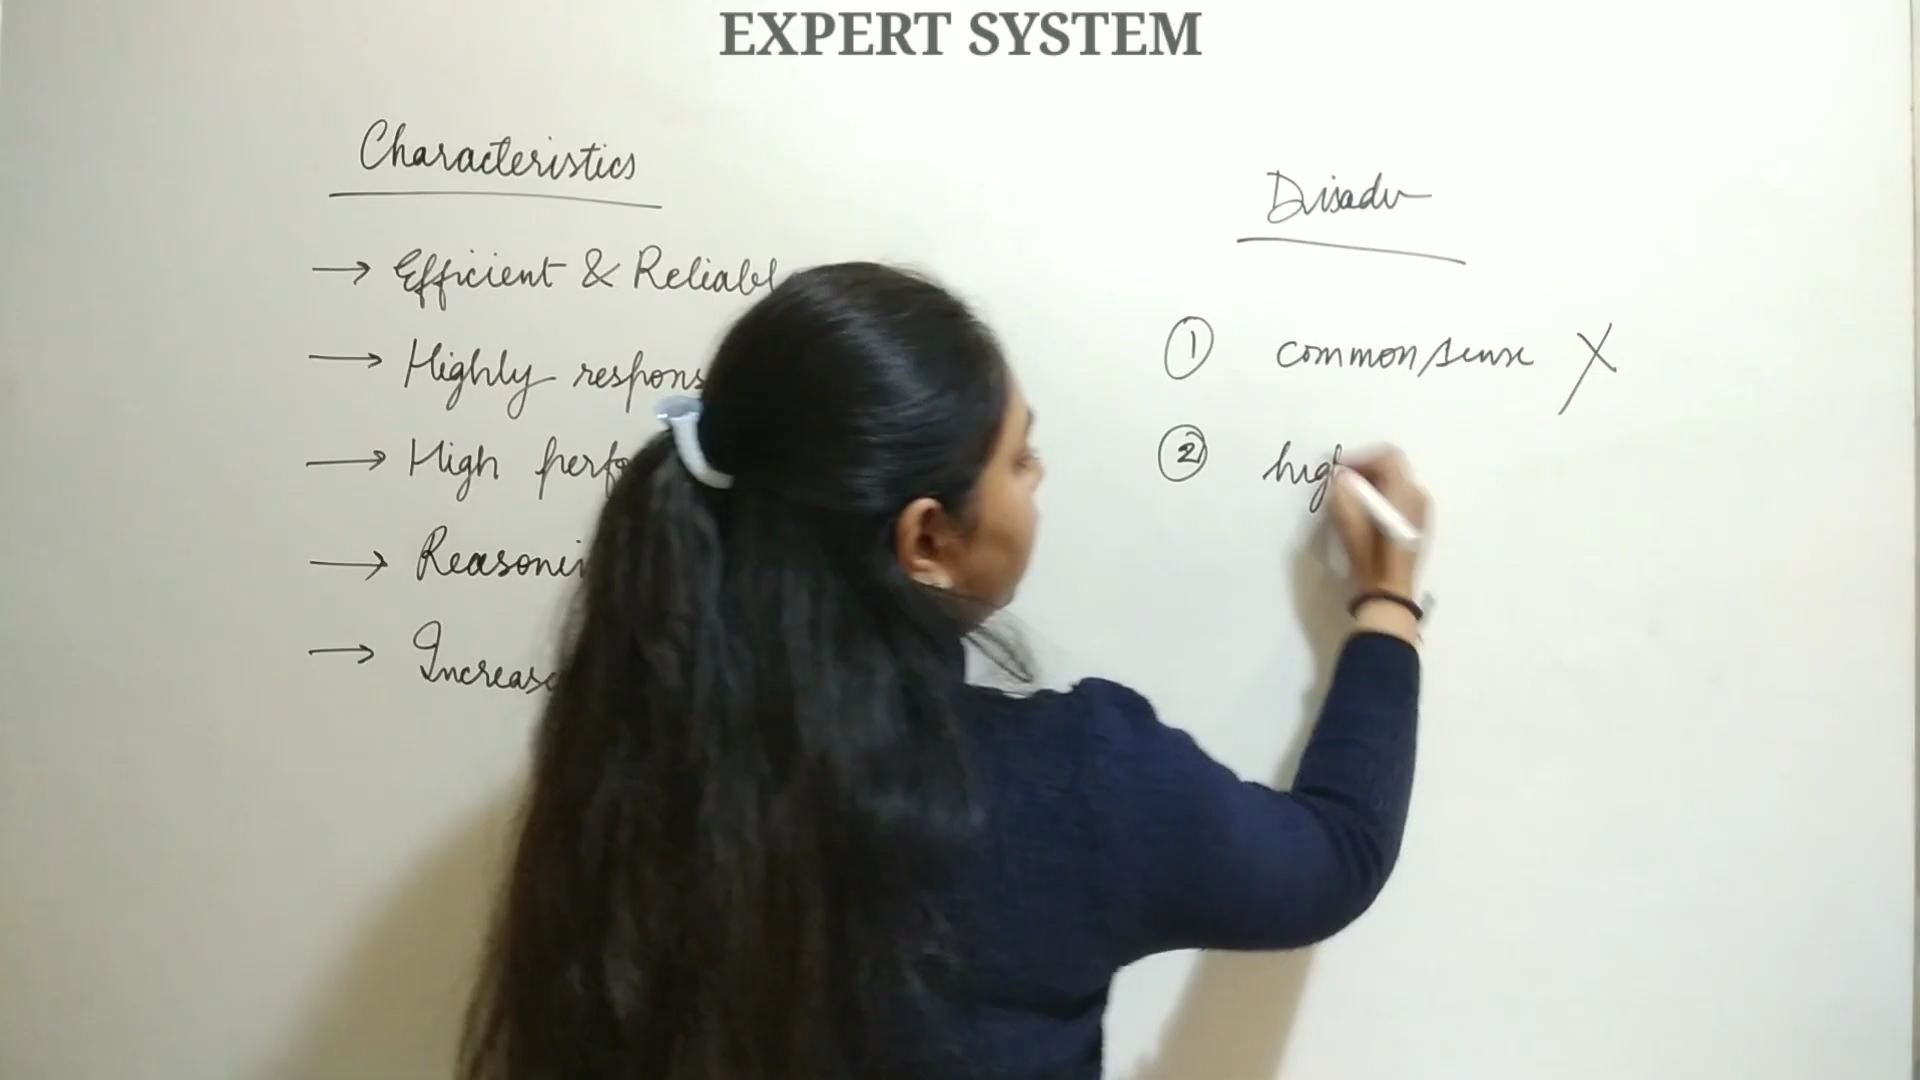 EXPERT SYSTEM
Characteristics
→ Efficient & Reliabl
→ Highly respons
→ High perfo
→ Reasoni
→ Increase
Disadv
① commonsense X
② high